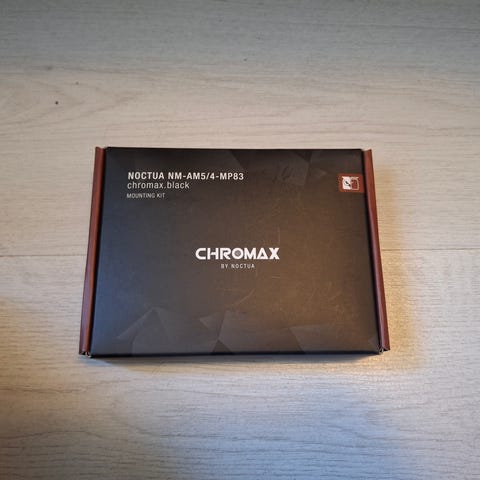 NOCTUA NM-AM5/4-MP83
chromax.black
MOUNTING KIT
CHROMAX
BY NOCTUA